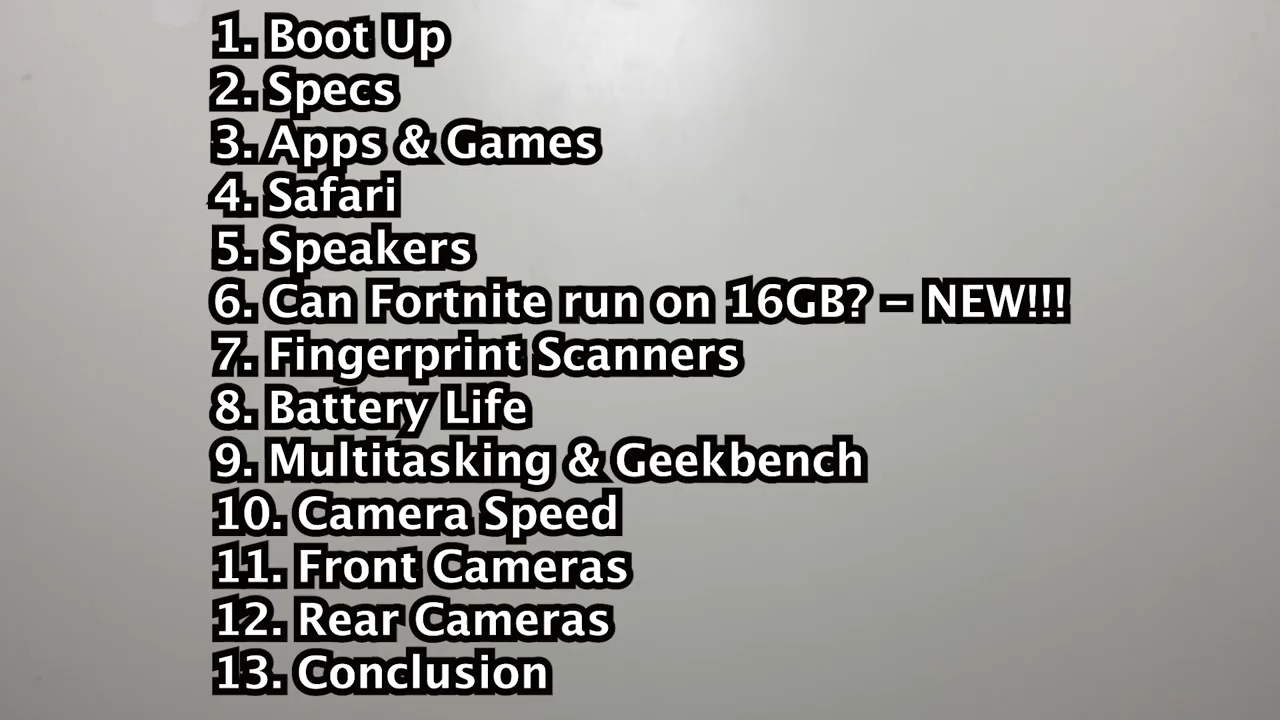 1. Boot Up
2. Specs
3. Apps & Games
4. Safari
5. Speakers
6. Can Fortnite run on 16GB? – NEW!!!
7. Fingerprint Scanners
8. Battery Life
9. Multitasking & Geekbench
10. Camera Speed
11. Front Cameras
12. Rear Cameras
13. Conclusion